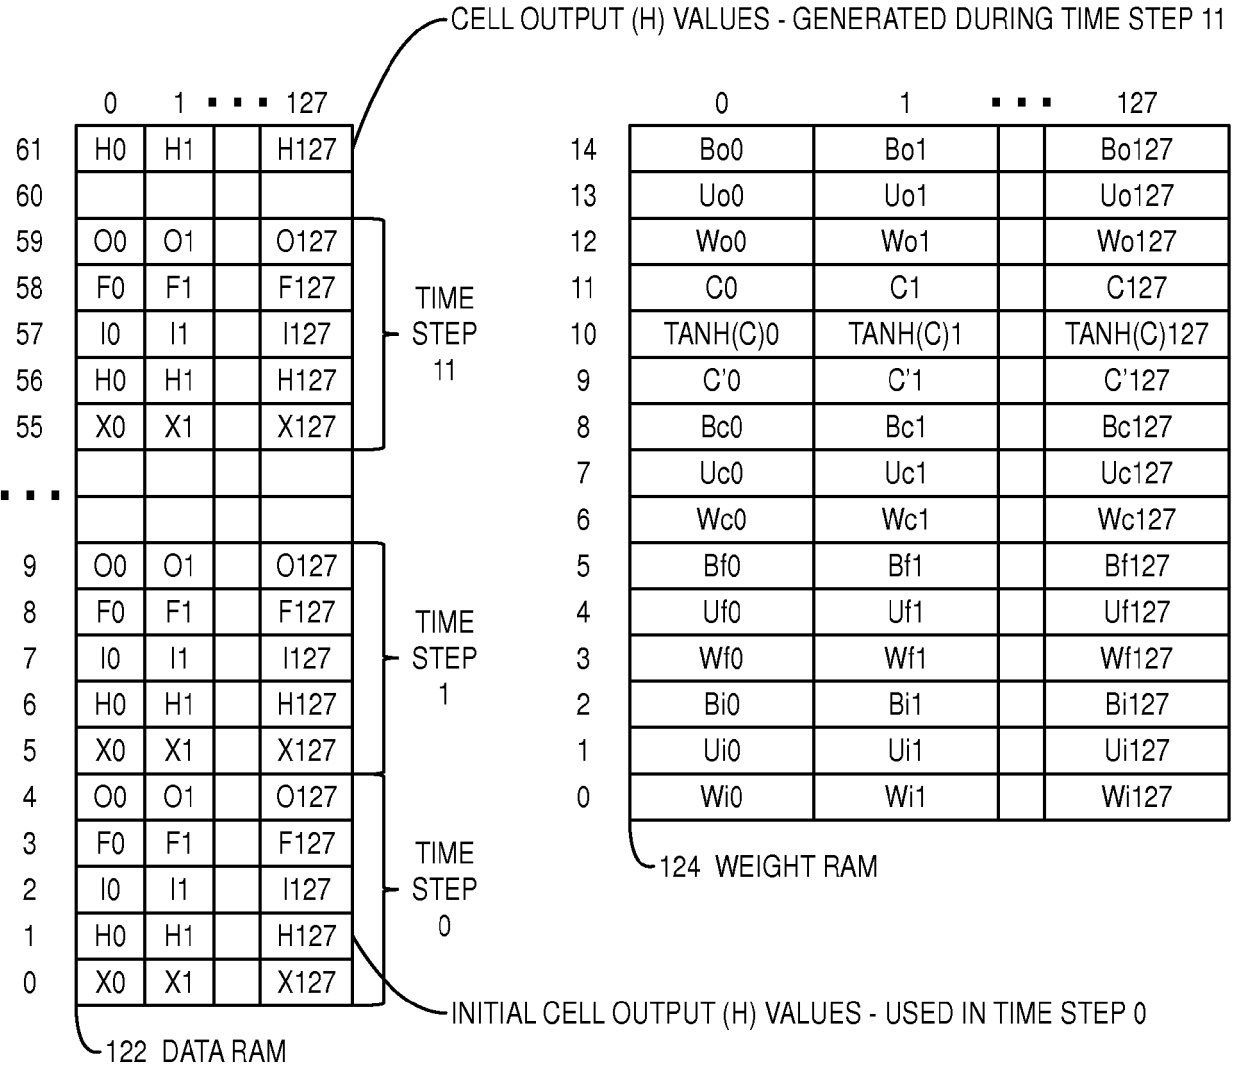 CELL OUTPUT (H) VALUES - GENERATED DURING TIME STEP 11
0 1 ▪ ▪ ▪ 127
61 H0 H1 H127
60
59 O0 O1 O127
58 F0 F1 F127
57 I0 I1 I127
56 H0 H1 H127
55 X0 X1 X127
TIME
STEP
11
▪ ▪ ▪
9 O0 O1 O127
8 F0 F1 F127
7 I0 I1 I127
6 H0 H1 H127
5 X0 X1 X127
TIME
STEP
1
4 O0 O1 O127
3 F0 F1 F127
2 I0 I1 I127
1 H0 H1 H127
0 X0 X1 X127
TIME
STEP
0
122 DATA RAM
INITIAL CELL OUTPUT (H) VALUES - USED IN TIME STEP 0
0 1 ▪ ▪ ▪ 127
14 Bo0 Bo1 Bo127
13 Uo0 Uo1 Uo127
12 Wo0 Wo1 Wo127
11 C0 C1 C127
10 TANH(C)0 TANH(C)1 TANH(C)127
9 C'0 C'1 C'127
8 Bc0 Bc1 Bc127
7 Uc0 Uc1 Uc127
6 Wc0 Wc1 Wc127
5 Bf0 Bf1 Bf127
4 Uf0 Uf1 Uf127
3 Wf0 Wf1 Wf127
2 Bi0 Bi1 Bi127
1 Ui0 Ui1 Ui127
0 Wi0 Wi1 Wi127
124 WEIGHT RAM